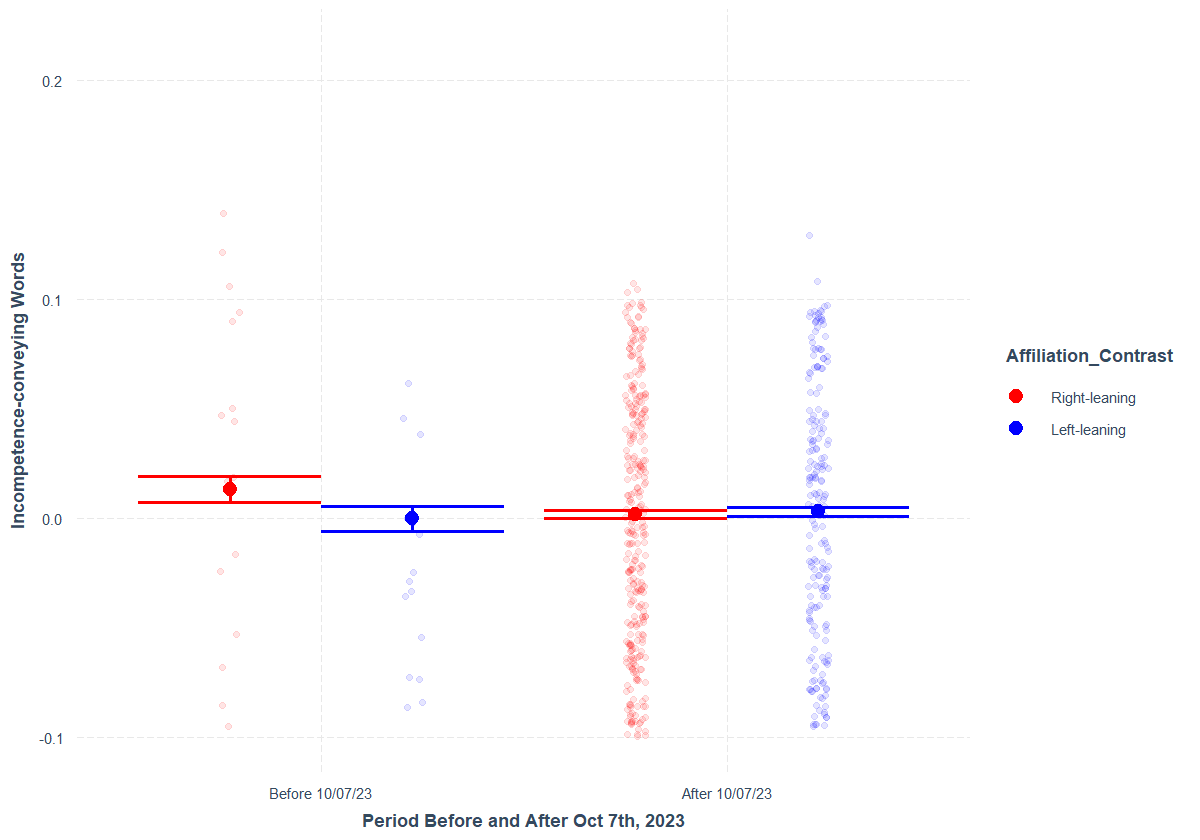 0.2
0.1
0.0
-0.1
Incompetence-conveying Words
Before 10/07/23
After 10/07/23
Period Before and After Oct 7th, 2023
Affiliation_Contrast
Right-leaning
Left-leaning